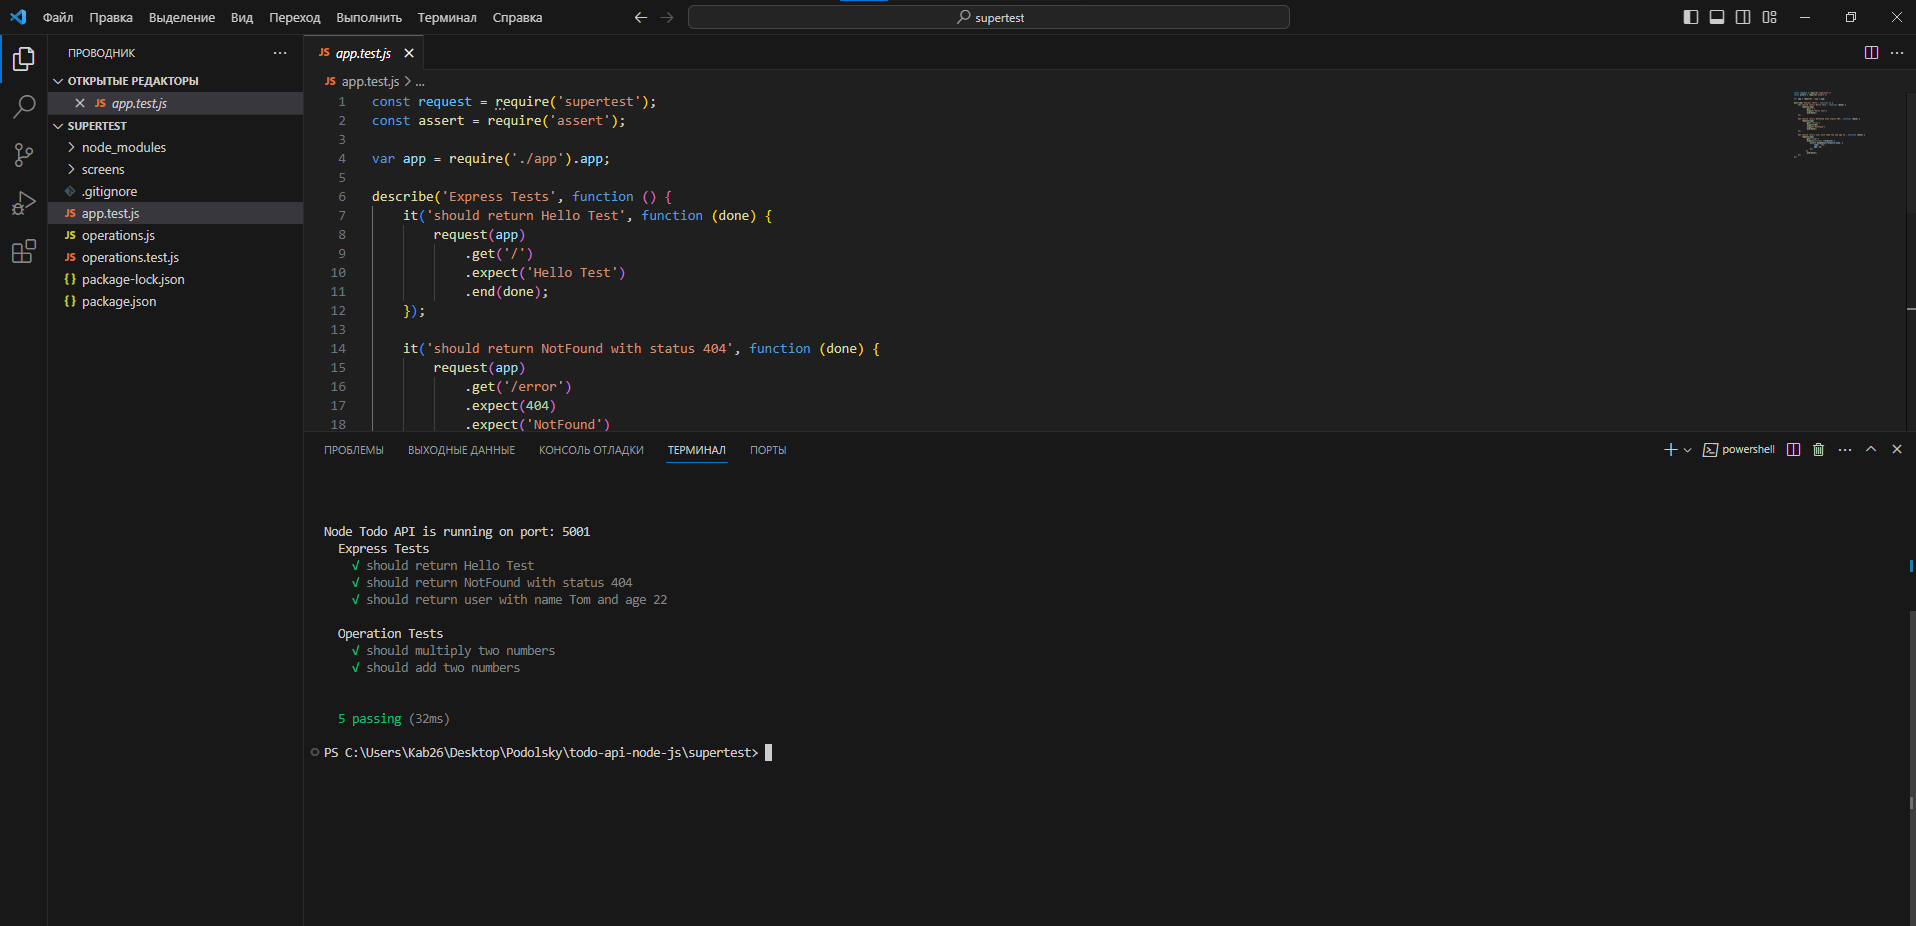 Файл Правка Выделение Вид Переход Выполнить Терминал Справка
supertest
ПРОВОДНИК
ОТКРЫТЫЕ РЕДАКТОРЫ
JS app.test.js
SUPERTEST
node_modules
screens
.gitignore
JS app.test.js
JS operations.js
JS operations.test.js
{} package-lock.json
{} package.json
JS app.test.js
JS app.test.js > ...
1 const request = require('supertest');
2 const assert = require('assert');
3
4 var app = require('./app').app;
5
6 describe('Express Tests', function () {
7 it('should return Hello Test', function (done) {
8 request(app)
9 .get('/')
10 .expect('Hello Test')
11 .end(done);
12 });
13
14 it('should return NotFound with status 404', function (done) {
15 request(app)
16 .get('/error')
17 .expect(404)
18 .expect('NotFound')
ПРОБЛЕМЫ ВЫХОДНЫЕ ДАННЫЕ КОНСОЛЬ ОТЛАДКИ ТЕРМИНАЛ ПОРТЫ
powershell
Node Todo API is running on port: 5001
Express Tests
√ should return Hello Test
√ should return NotFound with status 404
√ should return user with name Tom and age 22
Operation Tests
√ should multiply two numbers
√ should add two numbers
5 passing (32ms)
PS C:\Users\Kab26\Desktop\Podolsky\todo-api-node-js\supertest>